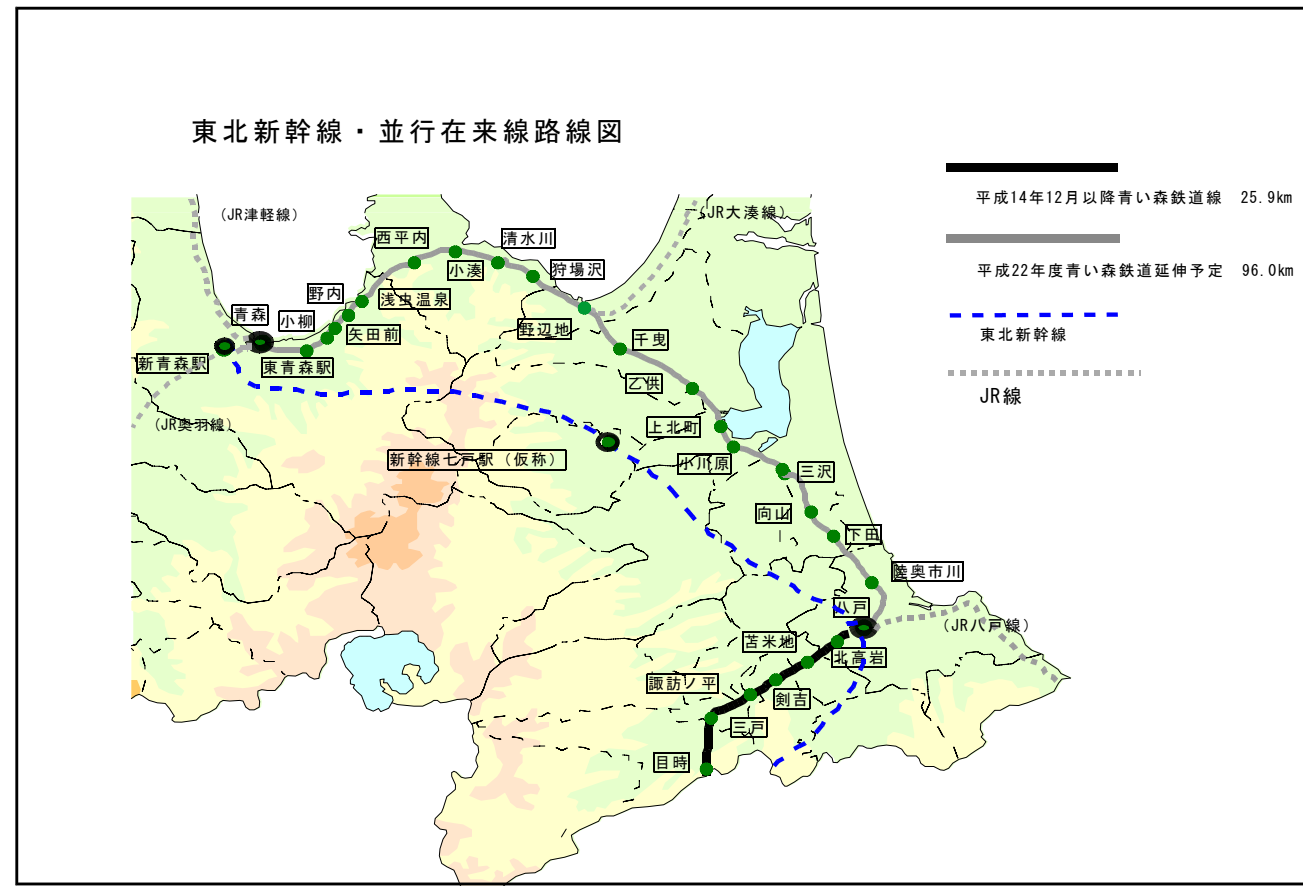 東北新幹線・並行在来線路線図
平成14年12月以降青い森鉄道線 25.9km
平成22年度青い森鉄道延伸予定 96.0km
東北新幹線
JR線
（JR津軽線）
（JR大湊線）
西平内
清水川
小湊
狩場沢
野内
浅虫温泉
青森
小柳
矢田前
野辺地
千曳
新青森駅
東青森駅
乙供
（JR奥羽線）
上北町
新幹線七戸駅（仮称）
小川原
三沢
向山
下田
陸奥市川
八戸
（JR八戸線）
苫米地
北高岩
諏訪ノ平
剣吉
三戸
目時